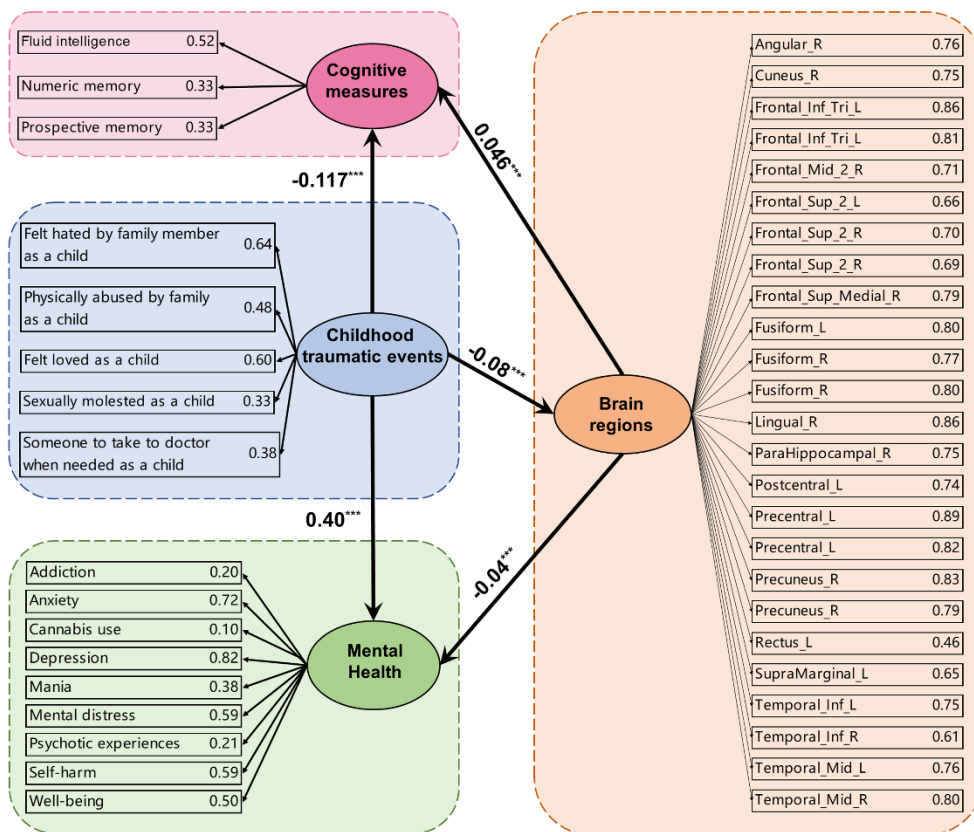 Fluid intelligence 0.52
Numeric memory 0.33
Prospective memory 0.33
Cognitive
measures
-0.117***
0.046***
Felt hated by family member
as a child 0.64
Physically abused by family
as a child 0.48
Felt loved as a child 0.60
Sexually molested as a child 0.33
Someone to take to doctor
when needed as a child 0.38
Childhood
traumatic events
-0.08***
0.40***
-0.04***
Addiction 0.20
Anxiety 0.72
Cannabis use 0.10
Depression 0.82
Mania 0.38
Mental distress 0.59
Psychotic experiences 0.21
Self-harm 0.59
Well-being 0.50
Mental
Health
Brain
regions
Angular_R 0.76
Cuneus_R 0.75
Frontal_Inf_Tri_L 0.86
Frontal_Inf_Tri_L 0.81
Frontal_Mid_2_R 0.71
Frontal_Sup_2_L 0.66
Frontal_Sup_2_R 0.70
Frontal_Sup_2_R 0.69
Frontal_Sup_Medial_R 0.79
Fusiform_L 0.80
Fusiform_R 0.77
Fusiform_R 0.80
Lingual_R 0.86
ParaHippocampal_R 0.75
Postcentral_L 0.74
Precentral_L 0.89
Precentral_L 0.82
Precuneus_R 0.83
Precuneus_R 0.79
Rectus_L 0.46
SupraMarginal_L 0.65
Temporal_Inf_L 0.75
Temporal_Inf_R 0.61
Temporal_Mid_L 0.76
Temporal_Mid_R 0.80